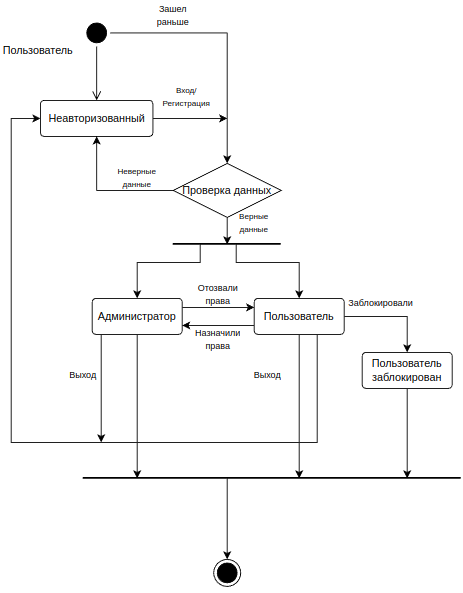 Зашел
раньше
Пользователь
Вход/
Регистрация
Неавторизованный
Неверные
данные
Проверка данных
Верные
данные
Отозвали
права
Заблокировали
Администратор
Пользователь
Назначили
права
Пользователь
заблокирован
Выход
Выход